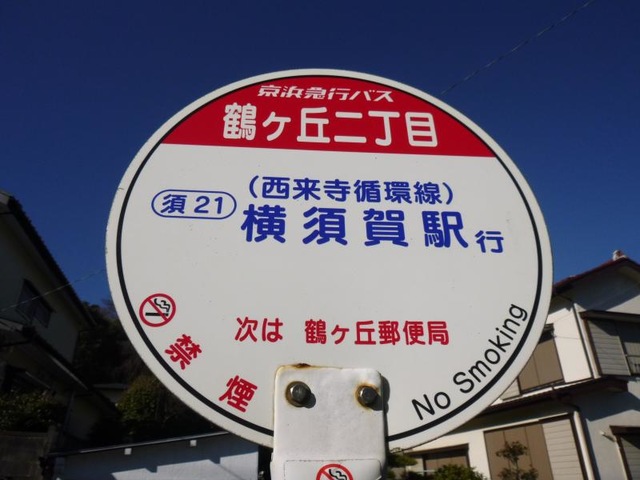 京浜急行バス
鶴ヶ丘二丁目
(西来寺循環線)
須21 横須賀駅行
次は 鶴ヶ丘郵便局
禁煙
No Smoking